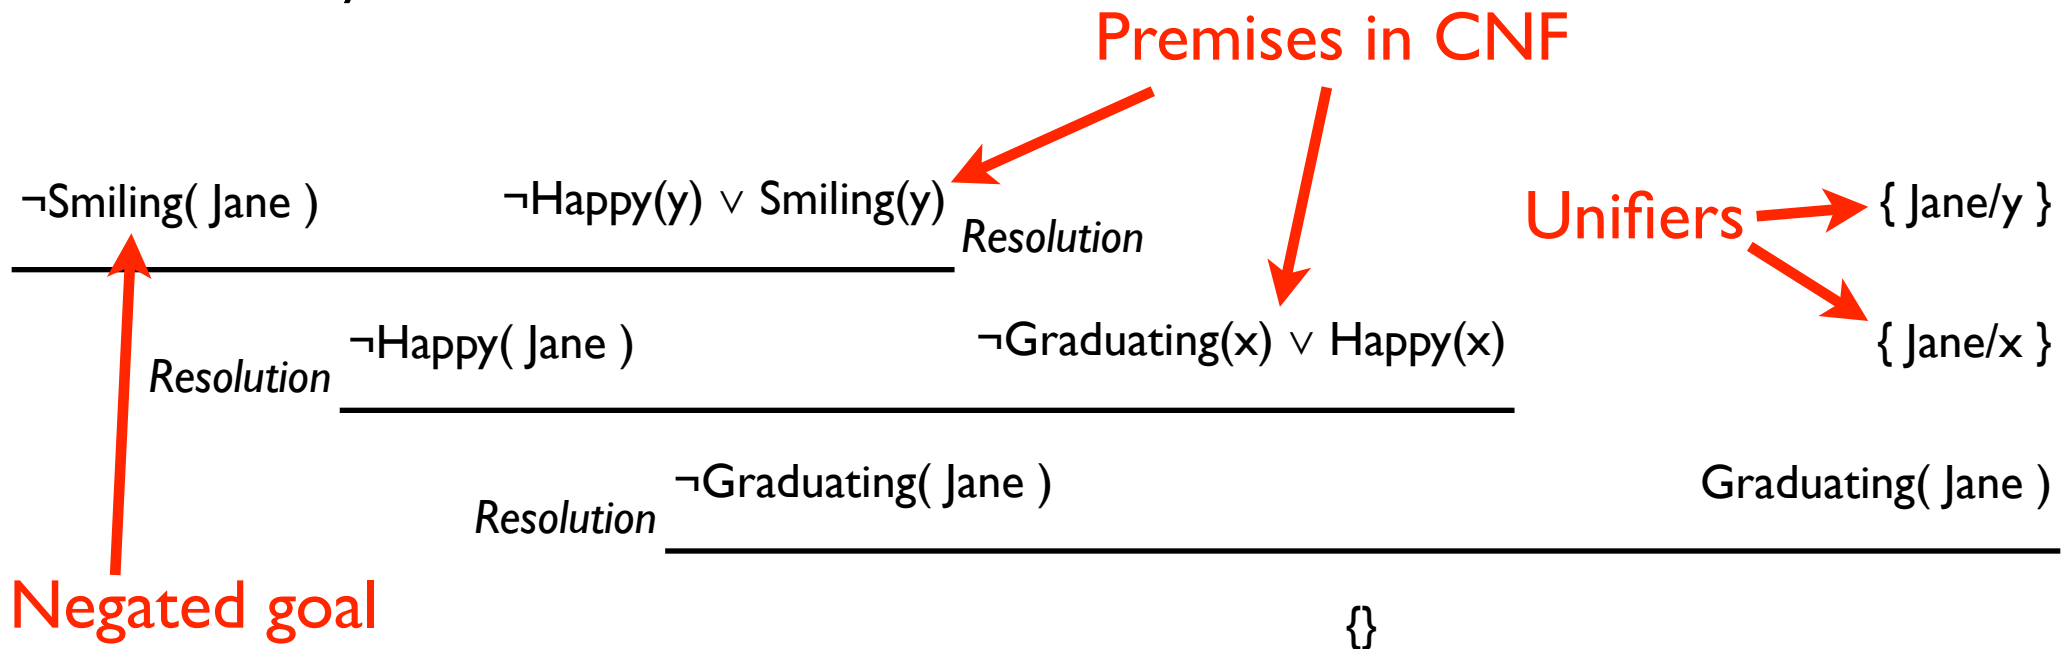 Premises in CNF
¬Smiling( Jane ) ¬Happy(y) ∨ Smiling(y) Resolution Unifiers { Jane/y }
Resolution ¬Happy( Jane ) ¬Graduating(x) ∨ Happy(x) { Jane/x }
Resolution ¬Graduating( Jane ) Graduating( Jane )
Negated goal {}